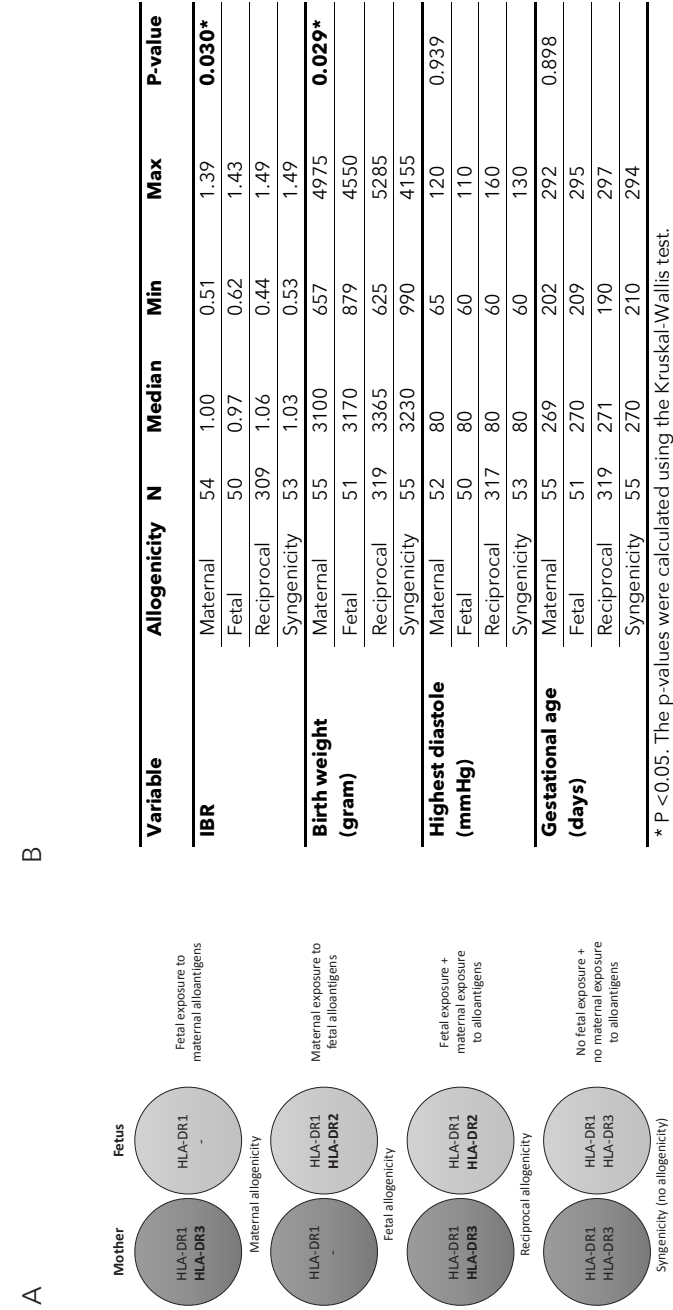 A
Mother Fetus
HLA-DR1
HLA-DR3
HLA-DR1
-
Fetal exposure to
maternal alloantigens
Maternal allogenicity
HLA-DR1
-
HLA-DR1
HLA-DR2
Maternal exposure to
fetal alloantigens
Fetal allogenicity
HLA-DR1
HLA-DR3
HLA-DR1
HLA-DR2
Fetal exposure +
maternal exposure
to alloantigens
Reciprocal allogenicity
HLA-DR1
HLA-DR3
HLA-DR1
HLA-DR3
No fetal exposure +
no maternal exposure
to alloantigens
Syngenicity (no allogenicity)
B
Variable Allogenicity N Median Min Max P-value
IBR Maternal 54 1.00 0.51 1.39 0.030*
Fetal 50 0.97 0.62 1.43
Reciprocal 309 1.06 0.44 1.49
Syngenicity 53 1.03 0.53 1.49
Birth weight Maternal 55 3100 657 4975 0.029*
(gram) Fetal 51 3170 879 4550
Reciprocal 319 3365 625 5285
Syngenicity 55 3230 990 4155
Highest diastole Maternal 52 80 65 120 0.939
(mmHg) Fetal 50 80 60 110
Reciprocal 317 80 60 160
Syngenicity 53 80 60 130
Gestational age Maternal 55 269 202 292 0.898
(days) Fetal 51 270 209 295
Reciprocal 319 271 190 297
Syngenicity 55 270 210 294
* P <0.05. The p-values were calculated using the Kruskal-Wallis test.